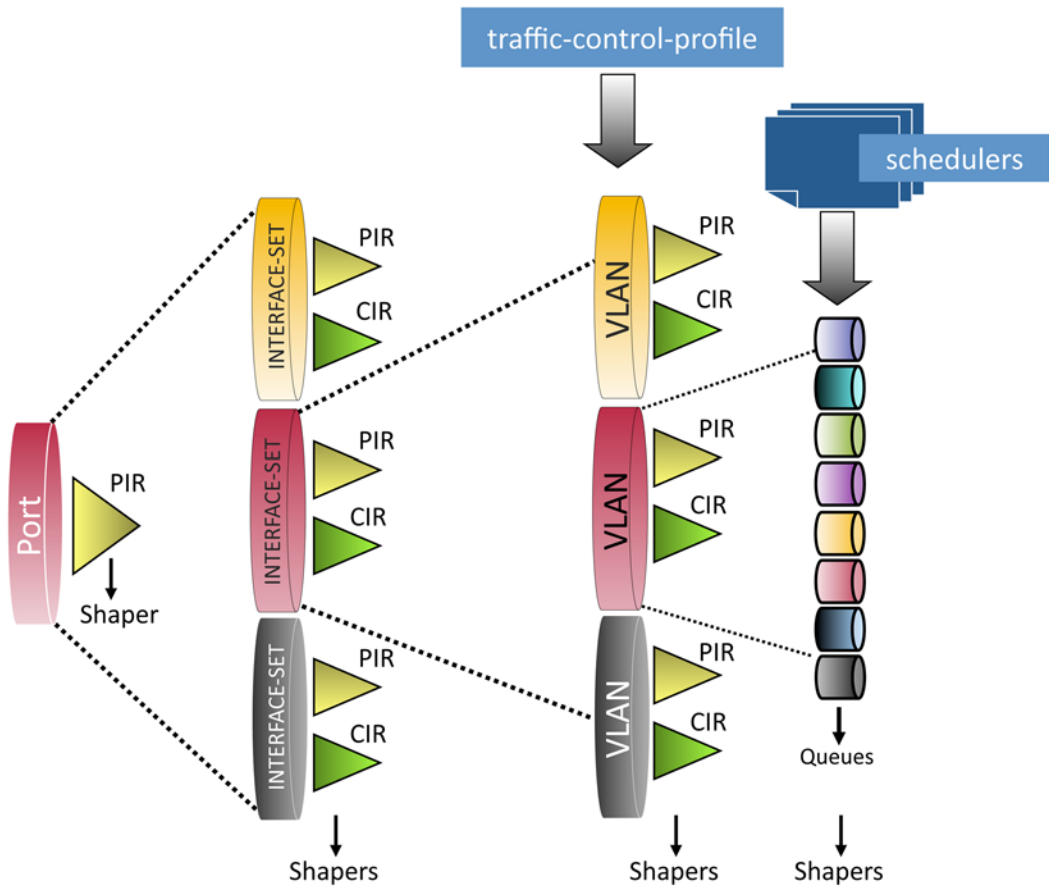 traffic-control-profile
schedulers
Port
PIR
Shaper
INTERFACE-SET
PIR
CIR
INTERFACE-SET
PIR
CIR
INTERFACE-SET
PIR
CIR
Shapers
VLAN
PIR
CIR
VLAN
PIR
CIR
VLAN
PIR
CIR
Shapers
Queues
Shapers